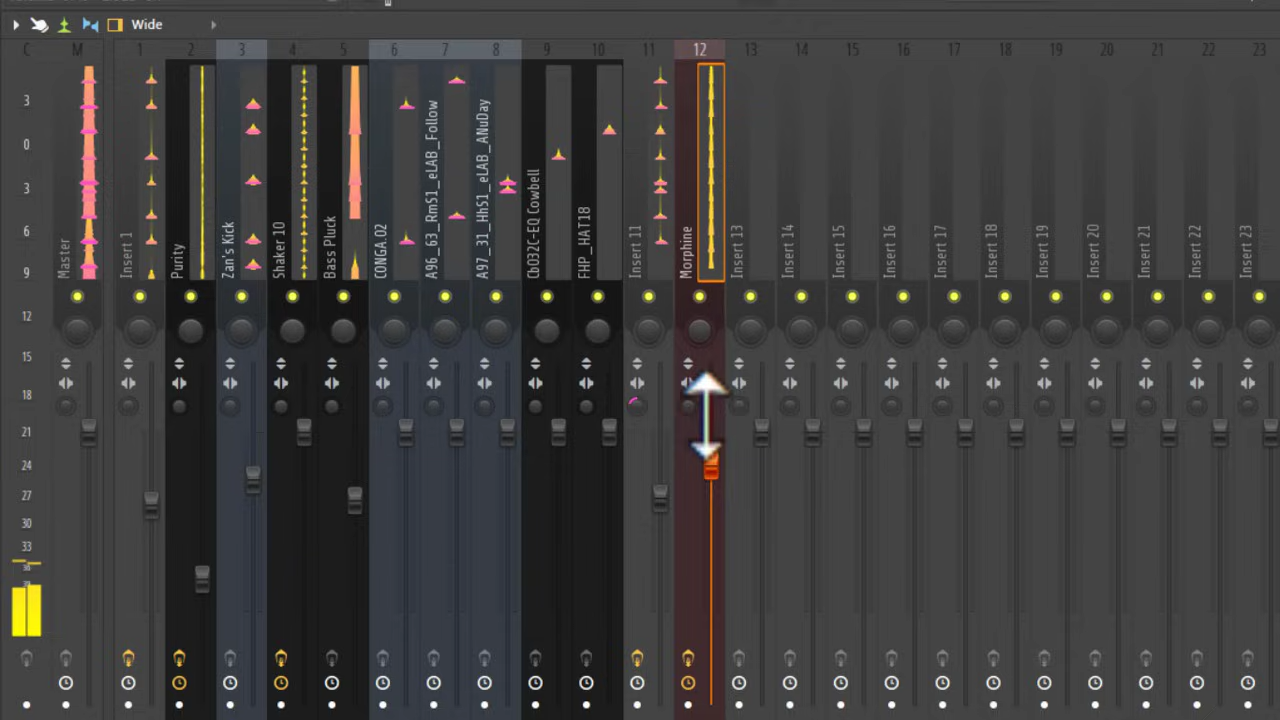 Wide
C M 1 2 3 4 5 6 7 8 9 10 11 12 13 14 15 16 17 18 19 20 21 22 23
3
0
3
6
9
12
15
18
21
24
27
30
33
Master
Insert 1
Purity
Zan's Kick
Shaker 10
Bass Pluck
CONGA.02
A96_63_RmS1_eLAB_Follow
A97_31_HhS1_eLAB_ANuDay
CbO32C-EQ Cowbell
FHP_HAT18
Insert 11
Morphine
Insert 13
Insert 14
Insert 15
Insert 16
Insert 17
Insert 18
Insert 19
Insert 20
Insert 21
Insert 22
Insert 23